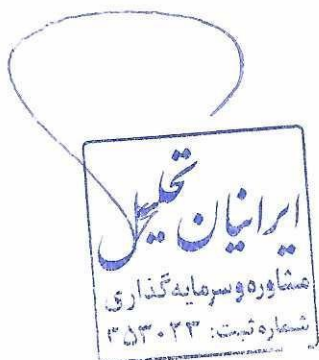 ایرانیان تحلیل
مشاوره و سرمایه گذاری
شماره ثبت: ۳۵۳۰۲۳